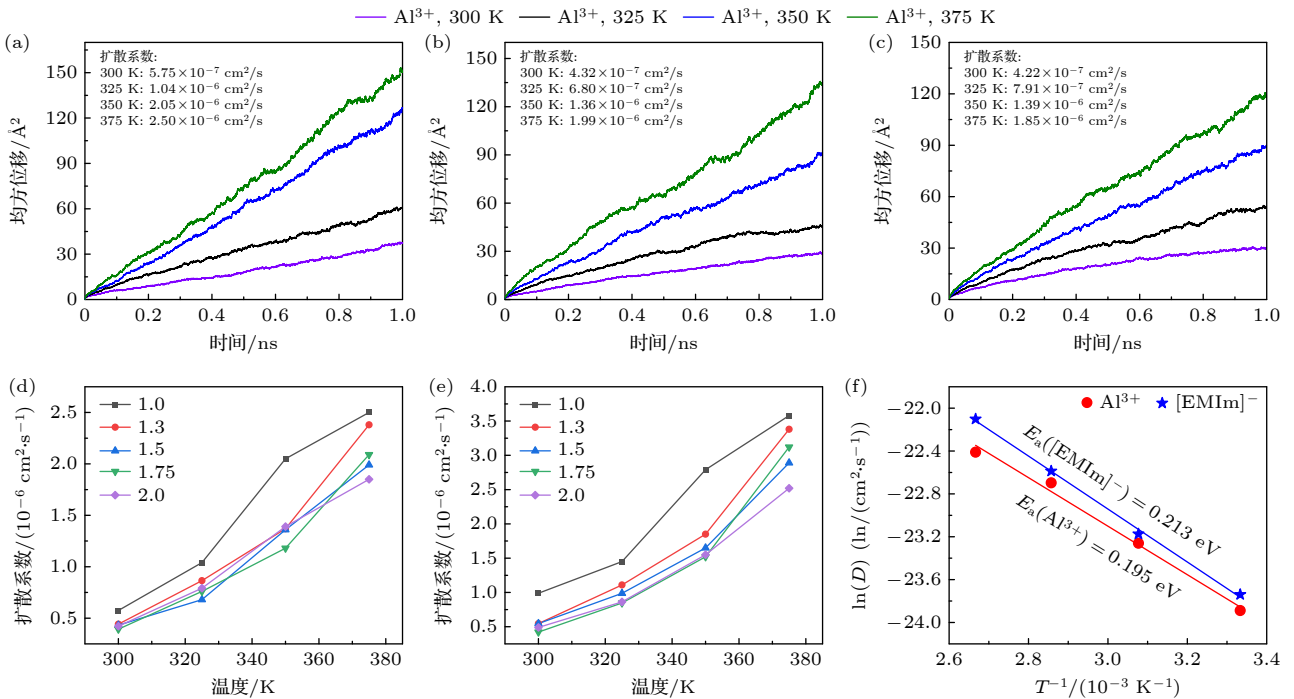 Al³⁺, 300 K Al³⁺, 325 K Al³⁺, 350 K Al³⁺, 375 K
(a)
扩散系数:
300 K: 5.75×10⁻⁷ cm²/s
325 K: 1.04×10⁻⁶ cm²/s
350 K: 2.05×10⁻⁶ cm²/s
375 K: 2.50×10⁻⁶ cm²/s
均方位移/Å²
150
120
90
60
30
0
0 0.2 0.4 0.6 0.8 1.0
时间/ns
(b)
扩散系数:
300 K: 4.32×10⁻⁷ cm²/s
325 K: 6.80×10⁻⁷ cm²/s
350 K: 1.36×10⁻⁶ cm²/s
375 K: 1.99×10⁻⁶ cm²/s
均方位移/Å²
150
120
90
60
30
0
0 0.2 0.4 0.6 0.8 1.0
时间/ns
(c)
扩散系数:
300 K: 4.22×10⁻⁷ cm²/s
325 K: 7.91×10⁻⁷ cm²/s
350 K: 1.39×10⁻⁶ cm²/s
375 K: 1.85×10⁻⁶ cm²/s
均方位移/Å²
150
120
90
60
30
0
0 0.2 0.4 0.6 0.8 1.0
时间/ns
(d)
1.0
1.3
1.5
1.75
2.0
扩散系数/(10⁻⁶ cm²·s⁻¹)
2.5
2.0
1.5
1.0
0.5
300 320 340 360 380
温度/K
(e)
1.0
1.3
1.5
1.75
2.0
扩散系数/(10⁻⁶ cm²·s⁻¹)
4.0
3.5
3.0
2.5
2.0
1.5
1.0
0.5
300 320 340 360 380
温度/K
(f)
Al³⁺ [EMIm]⁻
Eₐ([EMIm]⁻)=0.213 eV
Eₐ(Al³⁺)=0.195 eV
ln(D) (ln/(cm²·s⁻¹))
−22.0
−22.4
−22.8
−23.2
−23.6
−24.0
2.6 2.8 3.0 3.2 3.4
T⁻¹/(10⁻³ K⁻¹)